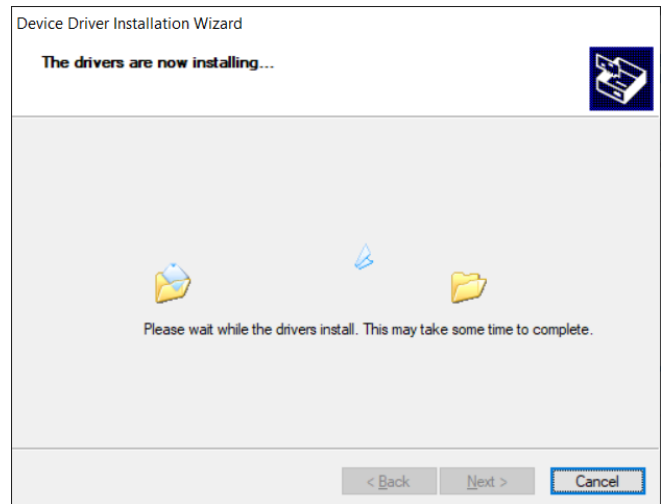 Device Driver Installation Wizard
The drivers are now installing...
Please wait while the drivers install. This may take some time to complete.
< Back
Next >
Cancel